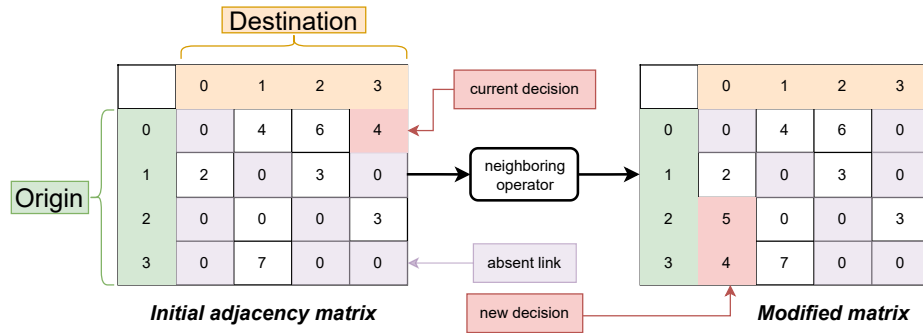 Destination
0 1 2 3
0 0 4 6 4
1 2 0 3 0
2 0 0 0 3
3 0 7 0 0
Origin
Initial adjacency matrix
current decision
neighboring
operator
absent link
new decision
0 1 2 3
0 0 4 6 0
1 2 0 3 0
2 5 0 0 3
3 4 7 0 0
Modified matrix